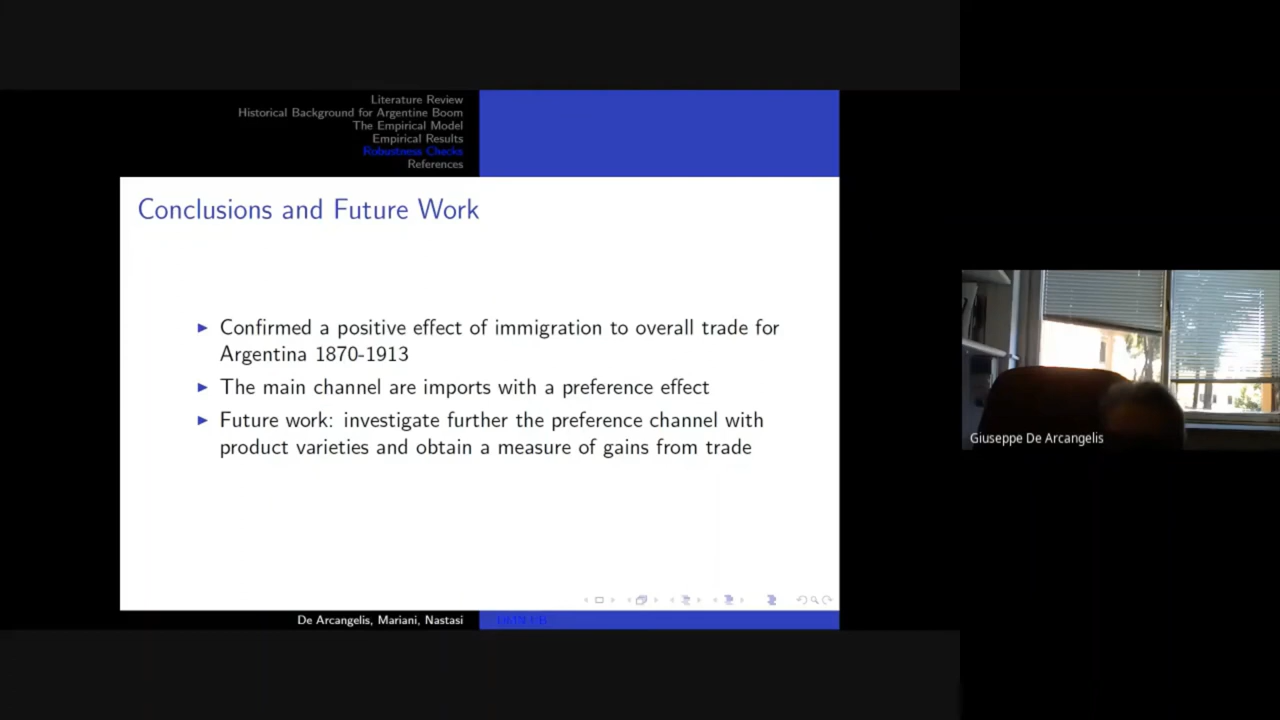 Literature Review
Historical Background for Argentine Boom
The Empirical Model
Empirical Results
Robustness Checks
References
Conclusions and Future Work
Confirmed a positive effect of immigration to overall trade for
Argentina 1870-1913
The main channel are imports with a preference effect
Future work: investigate further the preference channel with
product varieties and obtain a measure of gains from trade
Giuseppe De Arcangelis
De Arcangelis, Mariani, Nastasi